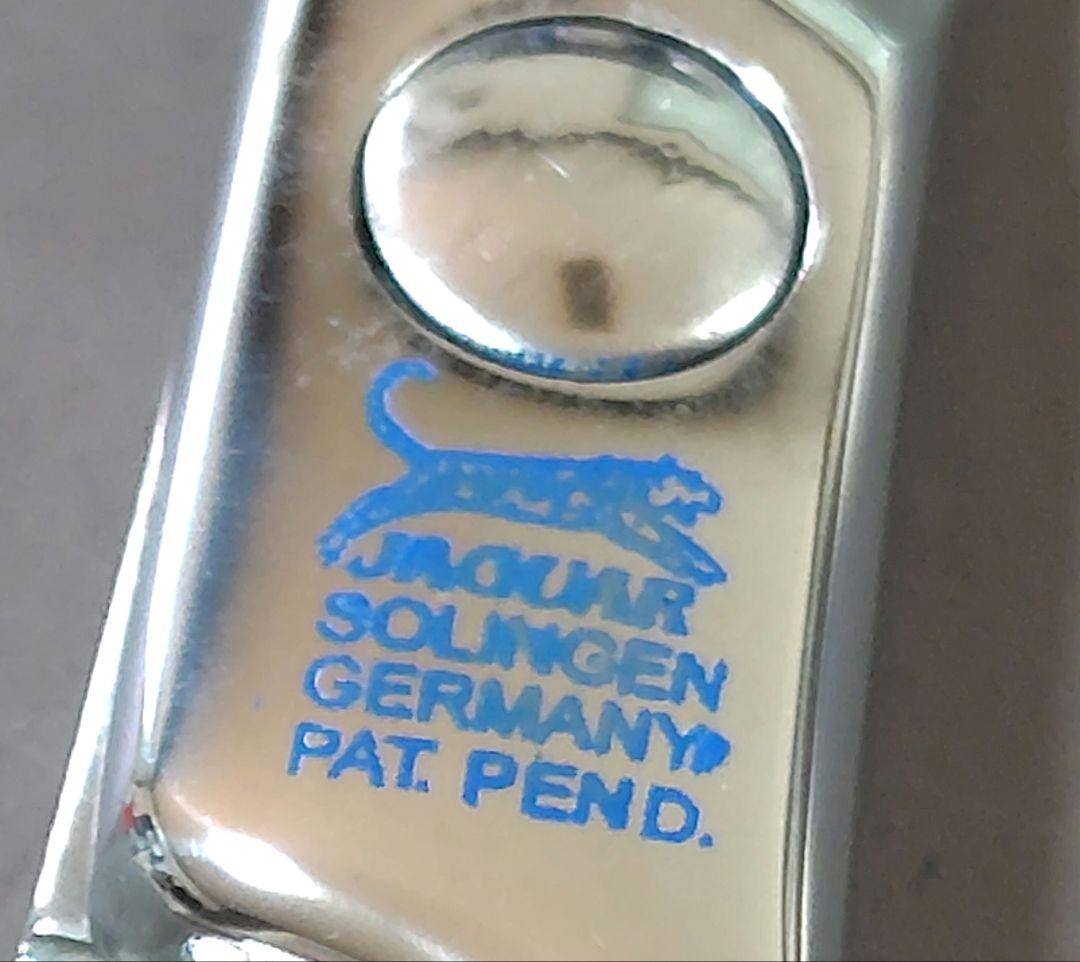 JAGUAR
SOLINGEN
GERMANY
PAT. PEND.